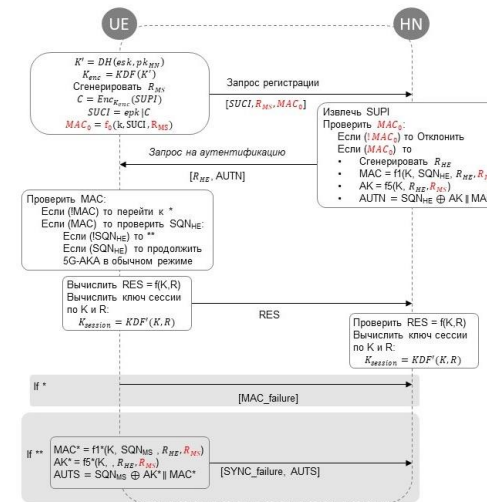 UE
HN
K' = DH(esk, pk_HN)
K_enc = KDF(K')
Сгенерировать R_MS
C = Enc_K_enc(SUPI)
SUCI = epk|C
MAC_0 = f_0(k, SUCI, R_MS)
Запрос регистрации
[SUCI, R_MS, MAC_0]
Извлечь SUPI
Проверить MAC_0:
Если (!MAC_0) то Отклонить
Если (MAC_0) то
• Сгенерировать R_HE
• MAC = f1(K, SQN_HE, R_HE,
• AK = f5(K, R_HE, R_MS)
• AUTN = SQN_HE ⊕ AK ∥ MA
Запрос на аутентификацию
[R_HE, AUTN]
Проверить MAC:
Если (!MAC) то перейти к *
Если (MAC) то проверить SQN_HE:
Если (!SQN_HE) то **
Если (SQN_HE) то продолжить
5G-AKA в обычном режиме
Вычислить RES = f(K,R)
Вычислить ключ сессии
по K и R:
K_session = KDF'(K, R)
RES
Проверить RES = f(K,R)
Вычислить ключ сессии
по K и R:
K_session = KDF'(K, R)
If *
[MAC_failure]
If **
MAC* = f1*(K, SQN_MS , R_HE, R_MS)
AK* = f5*(K, , R_HE, R_MS)
AUTS = SQN_MS ⊕ AK* ∥ MAC*
[SYNC_failure, AUTS]